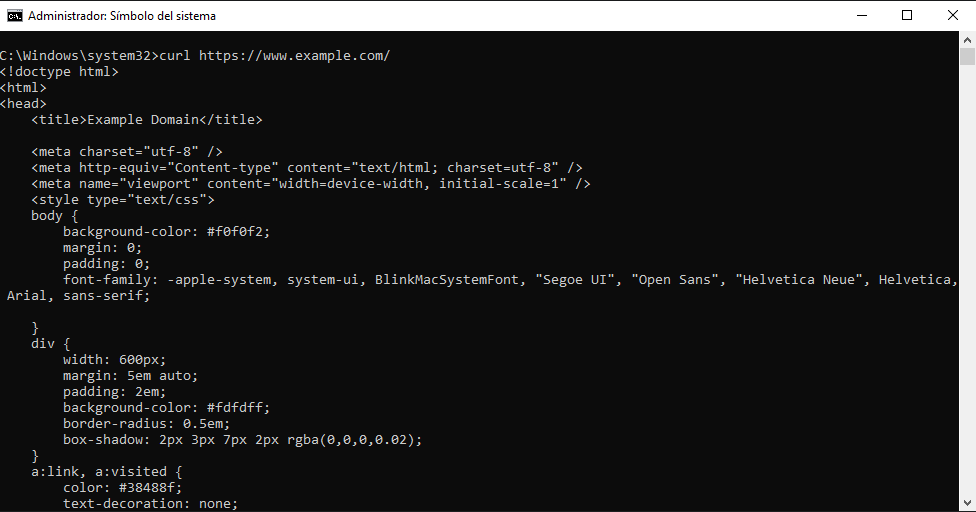 Administrador: Símbolo del sistema
C:\Windows\system32>curl https://www.example.com/
<!doctype html>
<html>
<head>
    <title>Example Domain</title>

    <meta charset="utf-8" />
    <meta http-equiv="Content-type" content="text/html; charset=utf-8" />
    <meta name="viewport" content="width=device-width, initial-scale=1" />
    <style type="text/css">
    body {
        background-color: #f0f0f2;
        margin: 0;
        padding: 0;
        font-family: -apple-system, system-ui, BlinkMacSystemFont, "Segoe UI", "Open Sans", "Helvetica Neue", Helvetica,
 Arial, sans-serif;

    }
    div {
        width: 600px;
        margin: 5em auto;
        padding: 2em;
        background-color: #fdfdff;
        border-radius: 0.5em;
        box-shadow: 2px 3px 7px 2px rgba(0,0,0,0.02);
    }
    a:link, a:visited {
        color: #38488f;
        text-decoration: none;